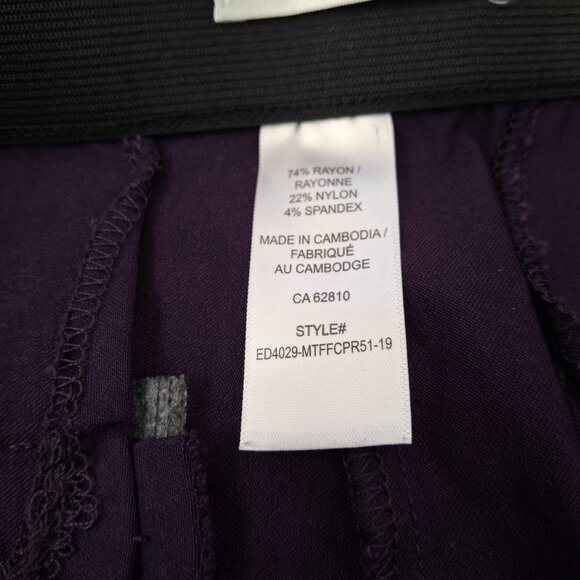 74% RAYON /
RAYONNE
22% NYLON
4% SPANDEX
MADE IN CAMBODIA /
FABRIQUÉ
AU CAMBODGE
CA 62810
STYLE#
ED4029-MTFFCPR51-19